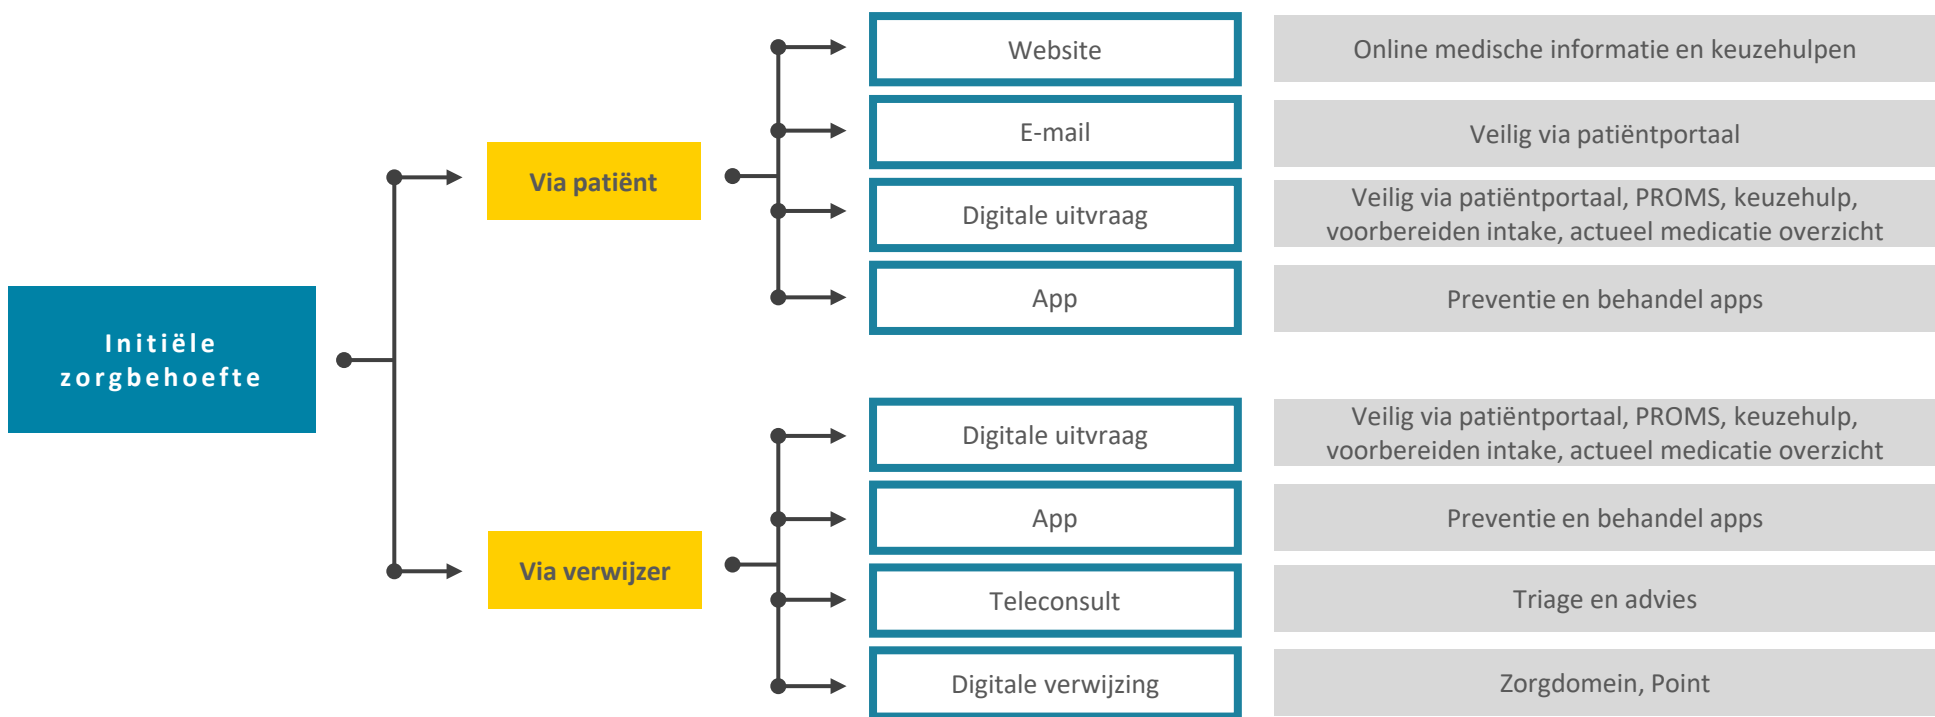 Initiële
zorgbehoefte
Via patiënt
Website
Online medische informatie en keuzehulpen
E-mail
Veilig via patiëntportaal
Digitale uitvraag
Veilig via patiëntportaal, PROMS, keuzehulp,
voorbereiden intake, actueel medicatie overzicht
App
Preventie en behandel apps
Via verwijzer
Digitale uitvraag
Veilig via patiëntportaal, PROMS, keuzehulp,
voorbereiden intake, actueel medicatie overzicht
App
Preventie en behandel apps
Teleconsult
Triage en advies
Digitale verwijzing
Zorgdomein, Point